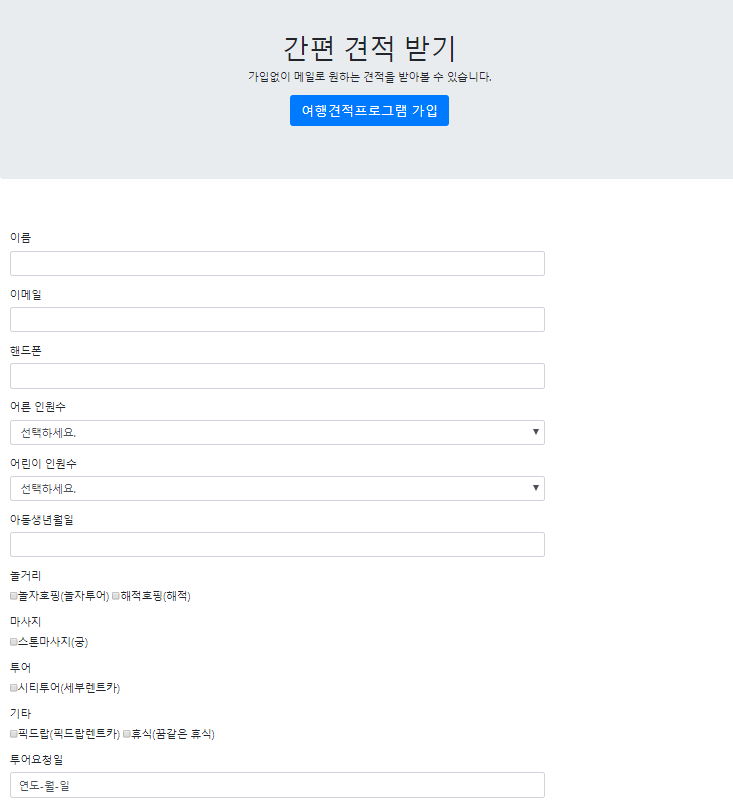 간편 견적 받기
가입없이 메일로 원하는 견적을 받아볼 수 있습니다.
여행견적프로그램 가입
이름
이메일
핸드폰
어른 인원수
선택하세요.
어린이 인원수
선택하세요.
아동생년월일
놀거리
놀자호핑(놀자투어) 해적호핑(해적)
마사지
스톤마사지(궁)
투어
시티투어(세부렌트카)
기타
픽드랍(픽드랍렌트카) 휴식(꿈같은 휴식)
투어요청일
연도-월-일